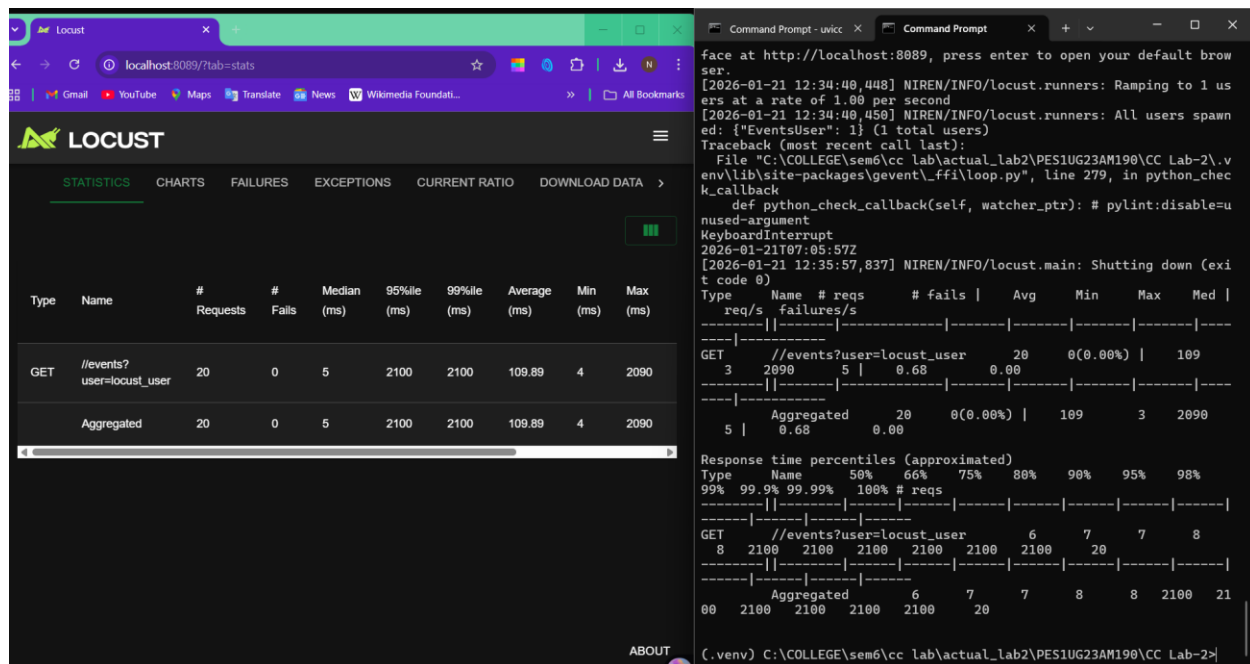 Locust
localhost:8089/?tab=stats
N
Gmail YouTube Maps Translate News Wikimedia Foundati... » All Bookmarks
LOCUST
STATISTICS CHARTS FAILURES EXCEPTIONS CURRENT RATIO DOWNLOAD DATA
Type Name # Requests # Fails Median (ms) 95%ile (ms) 99%ile (ms) Average (ms) Min (ms) Max (ms)
GET //events?user=locust_user 20 0 5 2100 2100 109.89 4 2090
Aggregated 20 0 5 2100 2100 109.89 4 2090
ABOUT
Command Prompt - uvicc Command Prompt
face at http://localhost:8089, press enter to open your default brow
ser.
[2026-01-21 12:34:40,448] NIREN/INFO/locust.runners: Ramping to 1 us
ers at a rate of 1.00 per second
[2026-01-21 12:34:40,450] NIREN/INFO/locust.runners: All users spawn
ed: {"EventsUser": 1} (1 total users)
Traceback (most recent call last):
  File "C:\COLLEGE\sem6\cc lab\actual_lab2\PES1UG23AM190\CC Lab-2\.v
env\lib\site-packages\gevent\_ffi\loop.py", line 279, in python_chec
k_callback
    def python_check_callback(self, watcher_ptr): # pylint:disable=u
nused-argument
KeyboardInterrupt
2026-01-21T07:05:57Z
[2026-01-21 12:35:57,837] NIREN/INFO/locust.main: Shutting down (exi
t code 0)
Type     Name  # reqs      # fails |    Avg     Min     Max    Med |
   req/s  failures/s
--------||-------|-------------|-------|-------|-------|-------|----
----|-----------
GET      //events?user=locust_user      20     0(0.00%) |    109
   3    2090      5 |    0.68        0.00
--------||-------|-------------|-------|-------|-------|-------|----
----|-----------
         Aggregated      20     0(0.00%) |    109       3    2090
   5 |    0.68        0.00
Response time percentiles (approximated)
Type     Name      50%    66%    75%    80%    90%    95%    98%
99%  99.9% 99.99%   100% # reqs
--------||--------|------|------|------|------|------|------|------|
------|------|------|------
GET      //events?user=locust_user        6      7      7      8
  8   2100   2100   2100   2100   2100   2100     20
--------||--------|------|------|------|------|------|------|------|
------|------|------|------
         Aggregated        6      7      7      8      8   2100   21
00   2100   2100   2100   2100     20
(.venv) C:\COLLEGE\sem6\cc lab\actual_lab2\PES1UG23AM190\CC Lab-2>